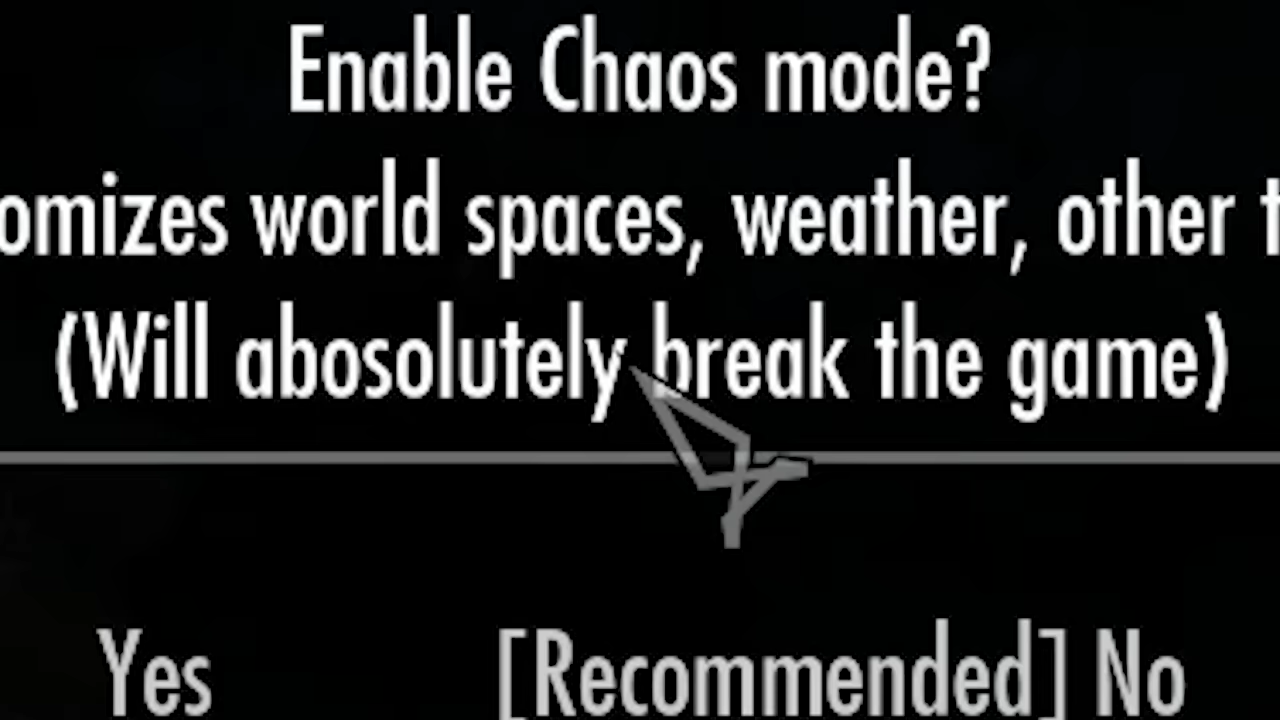 Enable Chaos mode?
omizes world spaces, weather, other t
(Will abosolutely break the game)
Yes [Recommended] No